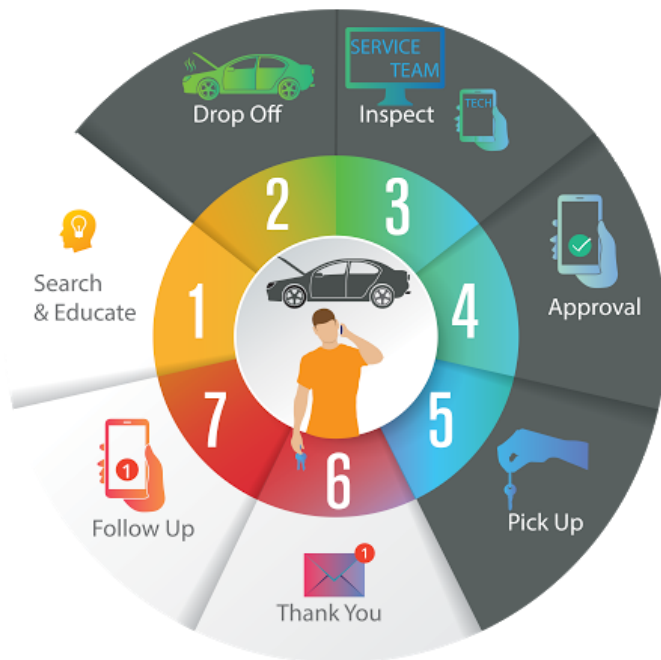 1
Search
& Educate
2
Drop Off
3
SERVICE
TEAM
TECH
Inspect
4
Approval
5
Pick Up
6
1
Thank You
7
1
Follow Up